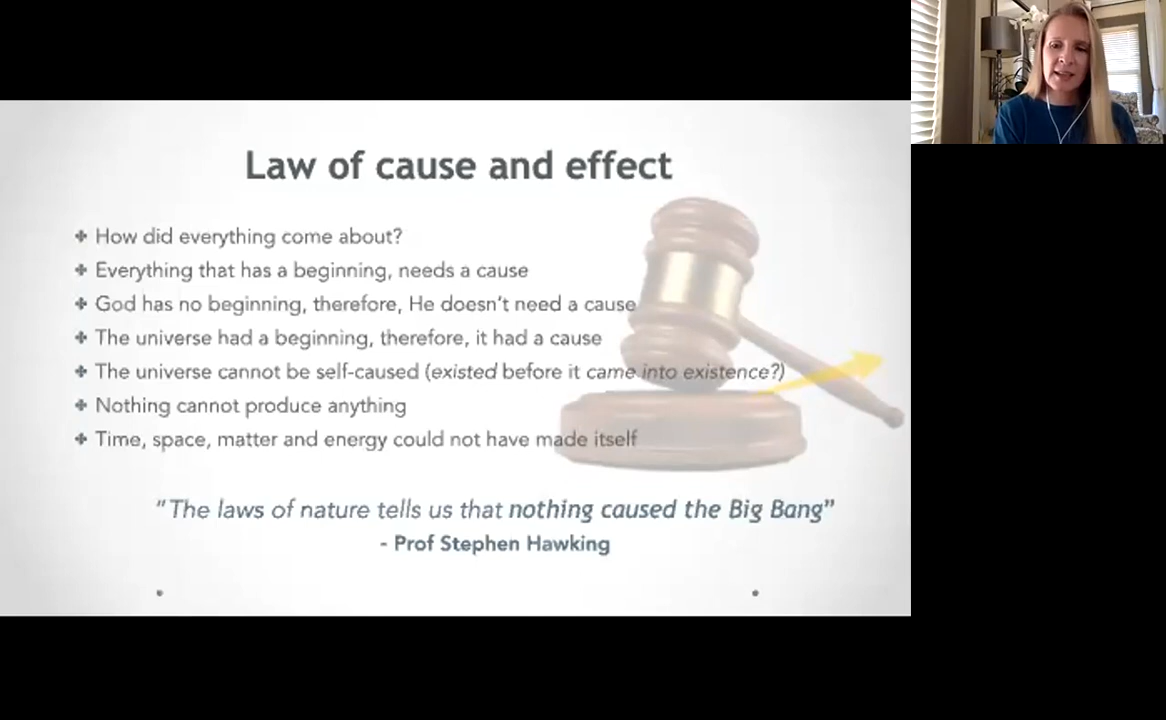 Law of cause and effect
How did everything come about?
Everything that has a beginning, needs a cause
God has no beginning, therefore, He doesn't need a cause
The universe had a beginning, therefore, it had a cause
The universe cannot be self-caused (existed before it came into existence?)
Nothing cannot produce anything
Time, space, matter and energy could not have made itself
"The laws of nature tells us that nothing caused the Big Bang"
- Prof Stephen Hawking